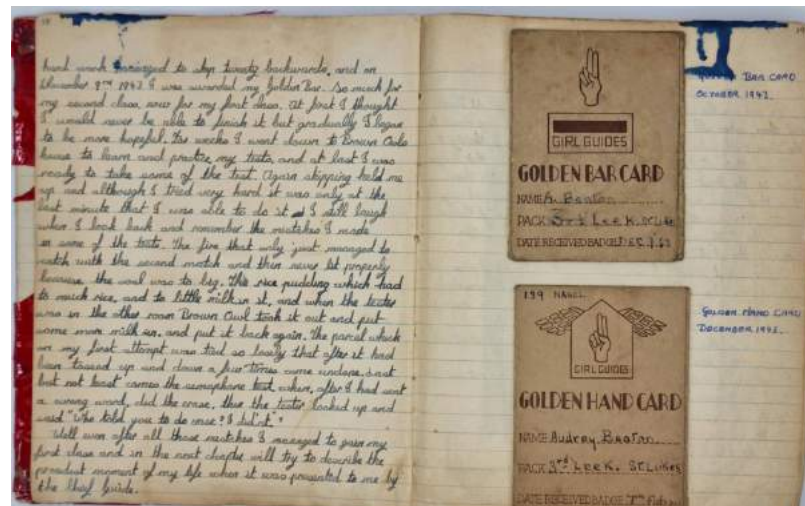 hard work managed to skip twenty backwards, and on
November 9nd 1942 I was awarded my Golden Bar. So much for
my second class, now for my first class. At first I thought
I would never be able to finish it but gradually I began
to be more hopeful. For weeks I went down to Brown Owls
house to learn and practice my tests, and at last I was
ready to take some of the test. Again skipping held me
up and although I tried very hard it was only at the
last minute that I was able to do it I still laugh
when I look back and remember the mistakes I made
in some of the tests. The fire that only just managed to
catch with the second match and then never lit properly
because the wood was to big. The rice pudding which had
to much rice, and to little milk in it, and when the tester
was in the other room Brown Owl took it out and put
some more milk in, and put it back again. The parcel which
on my first attempt was tied so loosely that after it had
been tossed up and down a few times came undone. Last
but not least comes the semaphore test when, after I had sent
a wrong word, did the erase, then the tester looked up and
said "Who told you to do once? I didn't."
Well even after all those mistakes I managed to gain my
first class and in the next chapter will try to describe the
proudest moment of my life when it was presented to me by
the Chief Guide.
GIRL GUIDES
GOLDEN BAR CARD
NAME A. Beaton
PACK 3rd Leek. St Lukes
DATE RECEIVED BADGE DEC.
BAR CARD
OCTOBER 1942.
159
GIRL GUIDES
GOLDEN HAND CARD
NAME Audrey Beaton
PACK 3rd Leek. St Lukes
DATE RECEIVED BADGE 7th
GOLDEN HAND CARD
DECEMBER